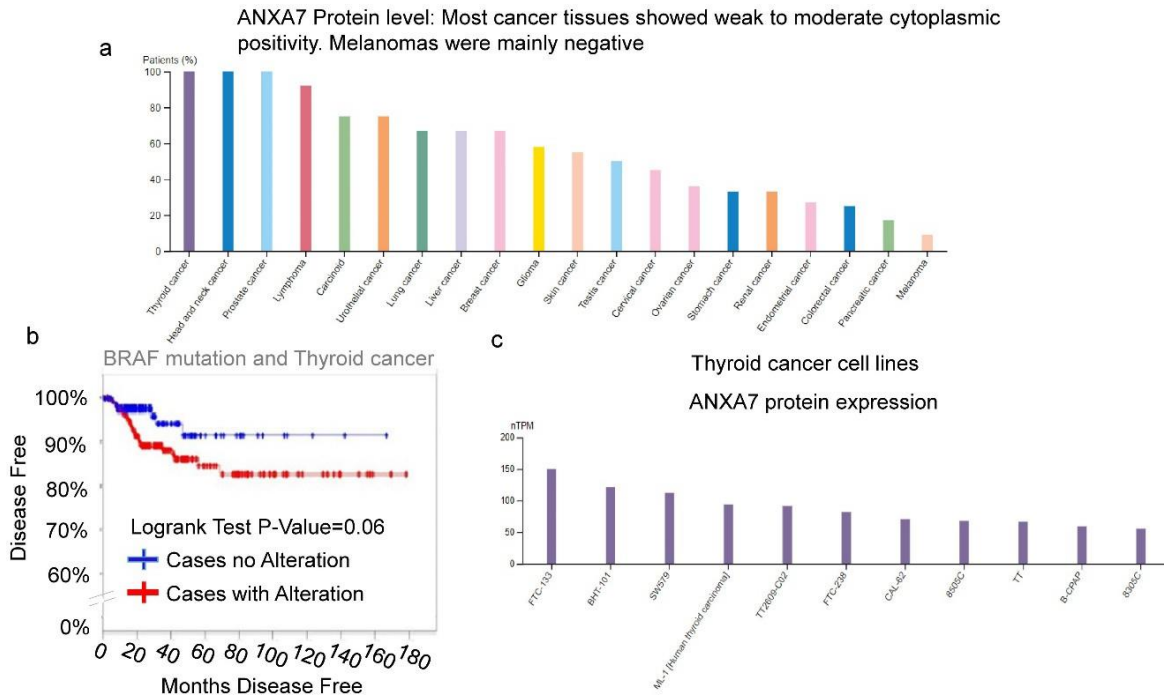 ANXA7 Protein level: Most cancer tissues showed weak to moderate cytoplasmic
positivity. Melanomas were mainly negative
a
Patients (%)
100
80
60
40
20
0
Thyroid cancer
Head and neck cancer
Prostate cancer
Lymphoma
Carcinoid
Urothelial cancer
Lung cancer
Liver cancer
Breast cancer
Glioma
Skin cancer
Testis cancer
Cervical cancer
Ovarian cancer
Stomach cancer
Renal cancer
Endometrial cancer
Colorectal cancer
Pancreatic cancer
Melanoma
b
BRAF mutation and Thyroid cancer
100%
90%
80%
70%
60%
0%
Disease Free
Logrank Test P-Value=0.06
Cases no Alteration
Cases with Alteration
0 20 40 60 80 100 120 140 160 180
Months Disease Free
c
Thyroid cancer cell lines
ANXA7 protein expression
nTPM
200
150
100
50
0
FTC-133
BHT-101
SW579
ML-1 [Human thyroid carcinoma]
TT2609-C02
FTC-238
CAL-62
8505C
TT
B-CPAP
8305C